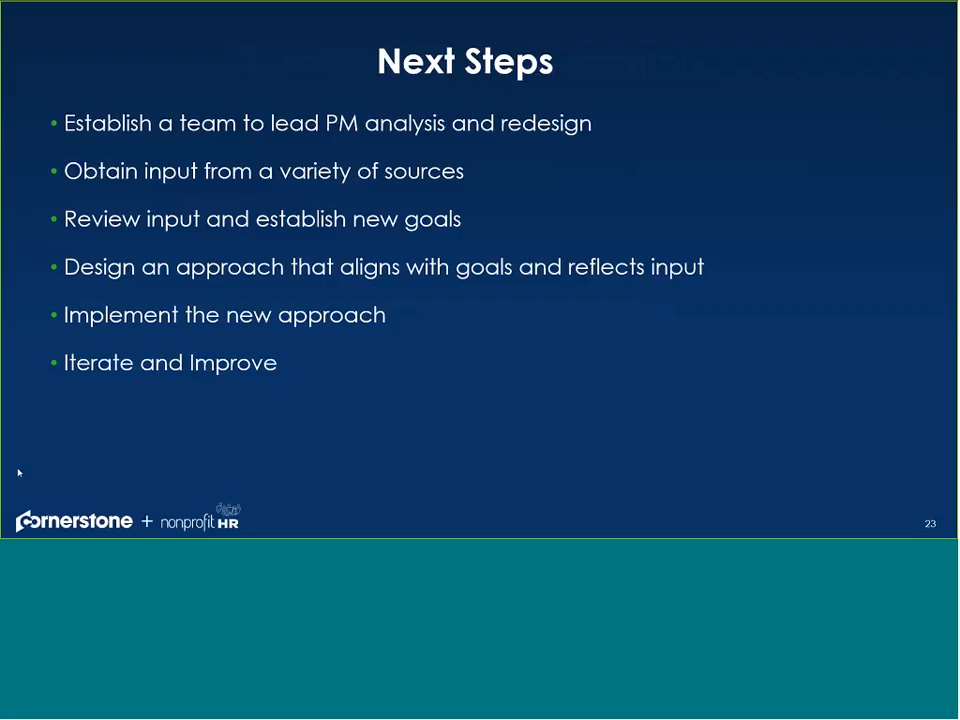 Next Steps
• Establish a team to lead PM analysis and redesign
• Obtain input from a variety of sources
• Review input and establish new goals
• Design an approach that aligns with goals and reflects input
• Implement the new approach
• Iterate and Improve
cornerstone + nonprofit HR
23